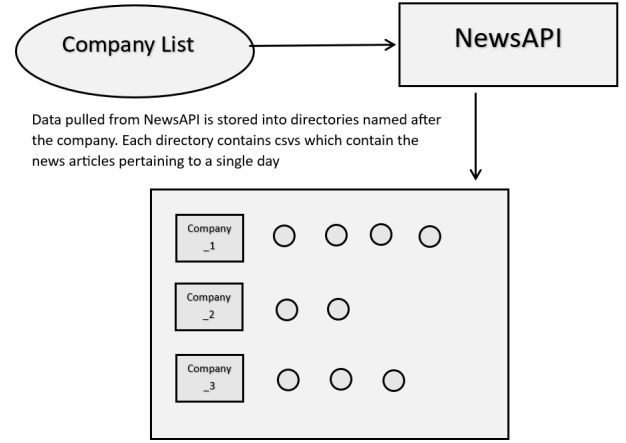 Company List
NewsAPI
Data pulled from NewsAPI is stored into directories named after
the company. Each directory contains csvs which contain the
news articles pertaining to a single day
Company
_1
Company
_2
Company
_3